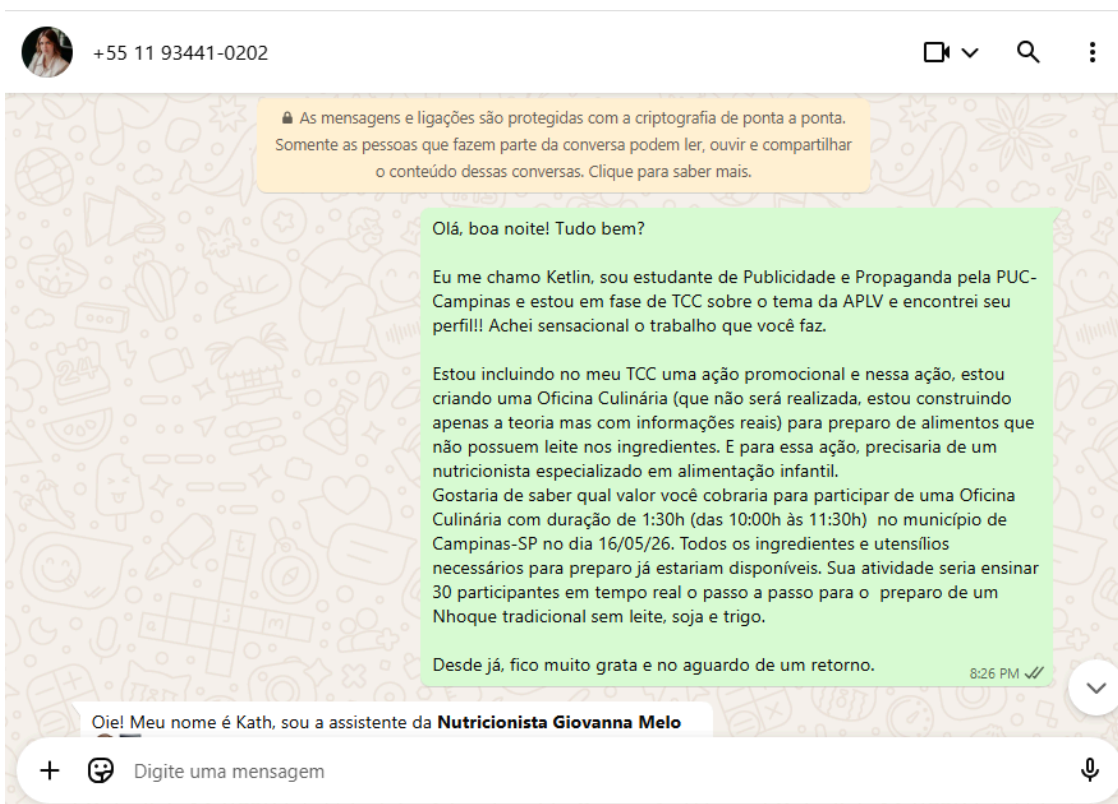 +55 11 93441-0202
As mensagens e ligações são protegidas com a criptografia de ponta a ponta.
Somente as pessoas que fazem parte da conversa podem ler, ouvir e compartilhar
o conteúdo dessas conversas. Clique para saber mais.
Olá, boa noite! Tudo bem?
Eu me chamo Ketlin, sou estudante de Publicidade e Propaganda pela PUC-
Campinas e estou em fase de TCC sobre o tema da APLV e encontrei seu
perfil!! Achei sensacional o trabalho que você faz.
Estou incluindo no meu TCC uma ação promocional e nessa ação, estou
criando uma Oficina Culinária (que não será realizada, estou construindo
apenas a teoria mas com informações reais) para preparo de alimentos que
não possuem leite nos ingredientes. E para essa ação, precisaria de um
nutricionista especializado em alimentação infantil.
Gostaria de saber qual valor você cobraria para participar de uma Oficina
Culinária com duração de 1:30h (das 10:00h às 11:30h) no município de
Campinas-SP no dia 16/05/26. Todos os ingredientes e utensílios
necessários para preparo já estariam disponíveis. Sua atividade seria ensinar
30 participantes em tempo real o passo a passo para o preparo de um
Nhoque tradicional sem leite, soja e trigo.
Desde já, fico muito grata e no aguardo de um retorno.
8:26 PM
Oie! Meu nome é Kath, sou a assistente da Nutricionista Giovanna Melo
Digite uma mensagem